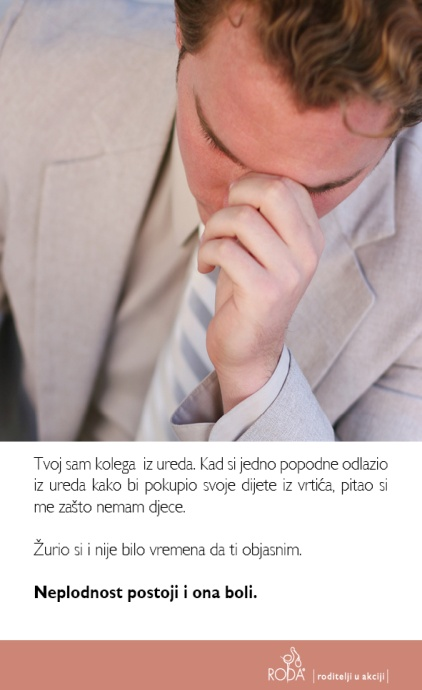 Tvoj sam kolega iz ureda. Kad si jedno popodne odlazio
iz ureda kako bi pokupio svoje dijete iz vrtića, pitao si
me zašto nemam djece.
Žurio si i nije bilo vremena da ti objasnim.
Neplodnost postoji i ona boli.
RODA® | roditelji u akciji |